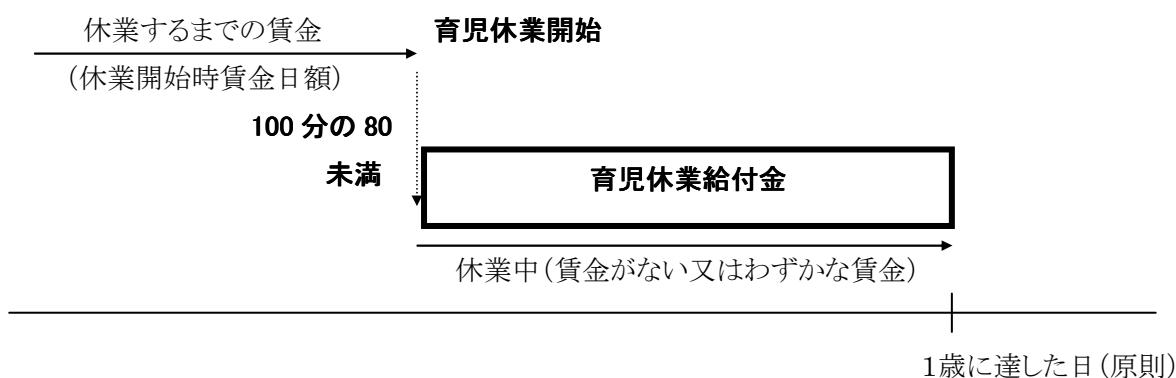 休業するまでの賃金
育児休業開始
(休業開始時賃金日額)
100 分の 80
未満
育児休業給付金
休業中(賃金がない又はわずかな賃金)
1歳に達した日(原則)